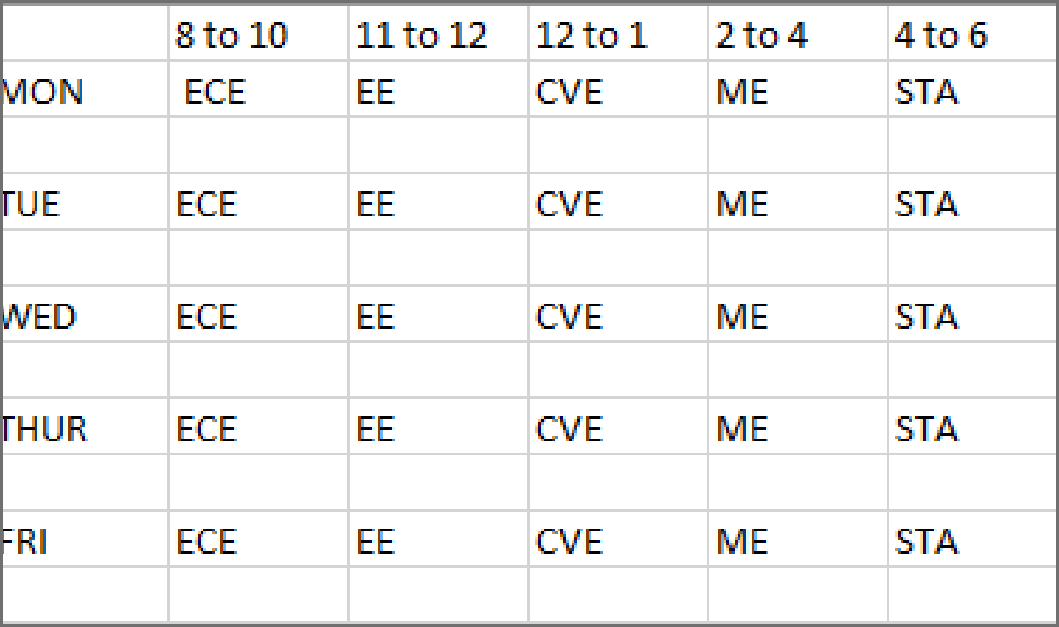 8 to 10 11 to 12 12 to 1 2 to 4 4 to 6
MON ECE EE CVE ME STA
TUE ECE EE CVE ME STA
WED ECE EE CVE ME STA
THUR ECE EE CVE ME STA
FRI ECE EE CVE ME STA